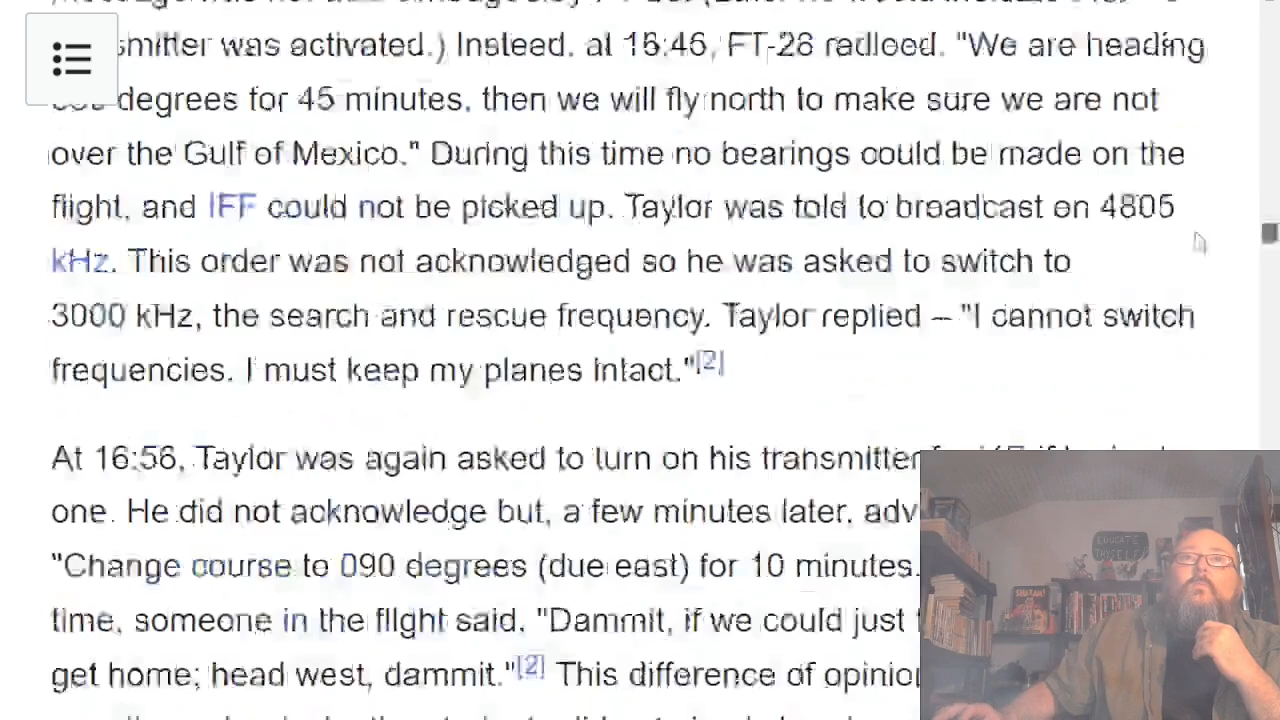 smitter was activated.) Instead, at 16:46, FT-28 radioed, "We are heading
degrees for 45 minutes, then we will fly north to make sure we are not
over the Gulf of Mexico." During this time no bearings could be made on the
flight, and IFF could not be picked up. Taylor was told to broadcast on 4805
kHz. This order was not acknowledged so he was asked to switch to
3000 kHz, the search and rescue frequency. Taylor replied – "I cannot switch
frequencies. I must keep my planes intact."[2]
At 16:56, Taylor was again asked to turn on his transmitter
one. He did not acknowledge but, a few minutes later, adv
"Change course to 090 degrees (due east) for 10 minutes.
time, someone in the flight said, "Dammit, if we could just
get home; head west, dammit."[2] This difference of opinion
EDUCATE
THYSELF
SHAZAM!